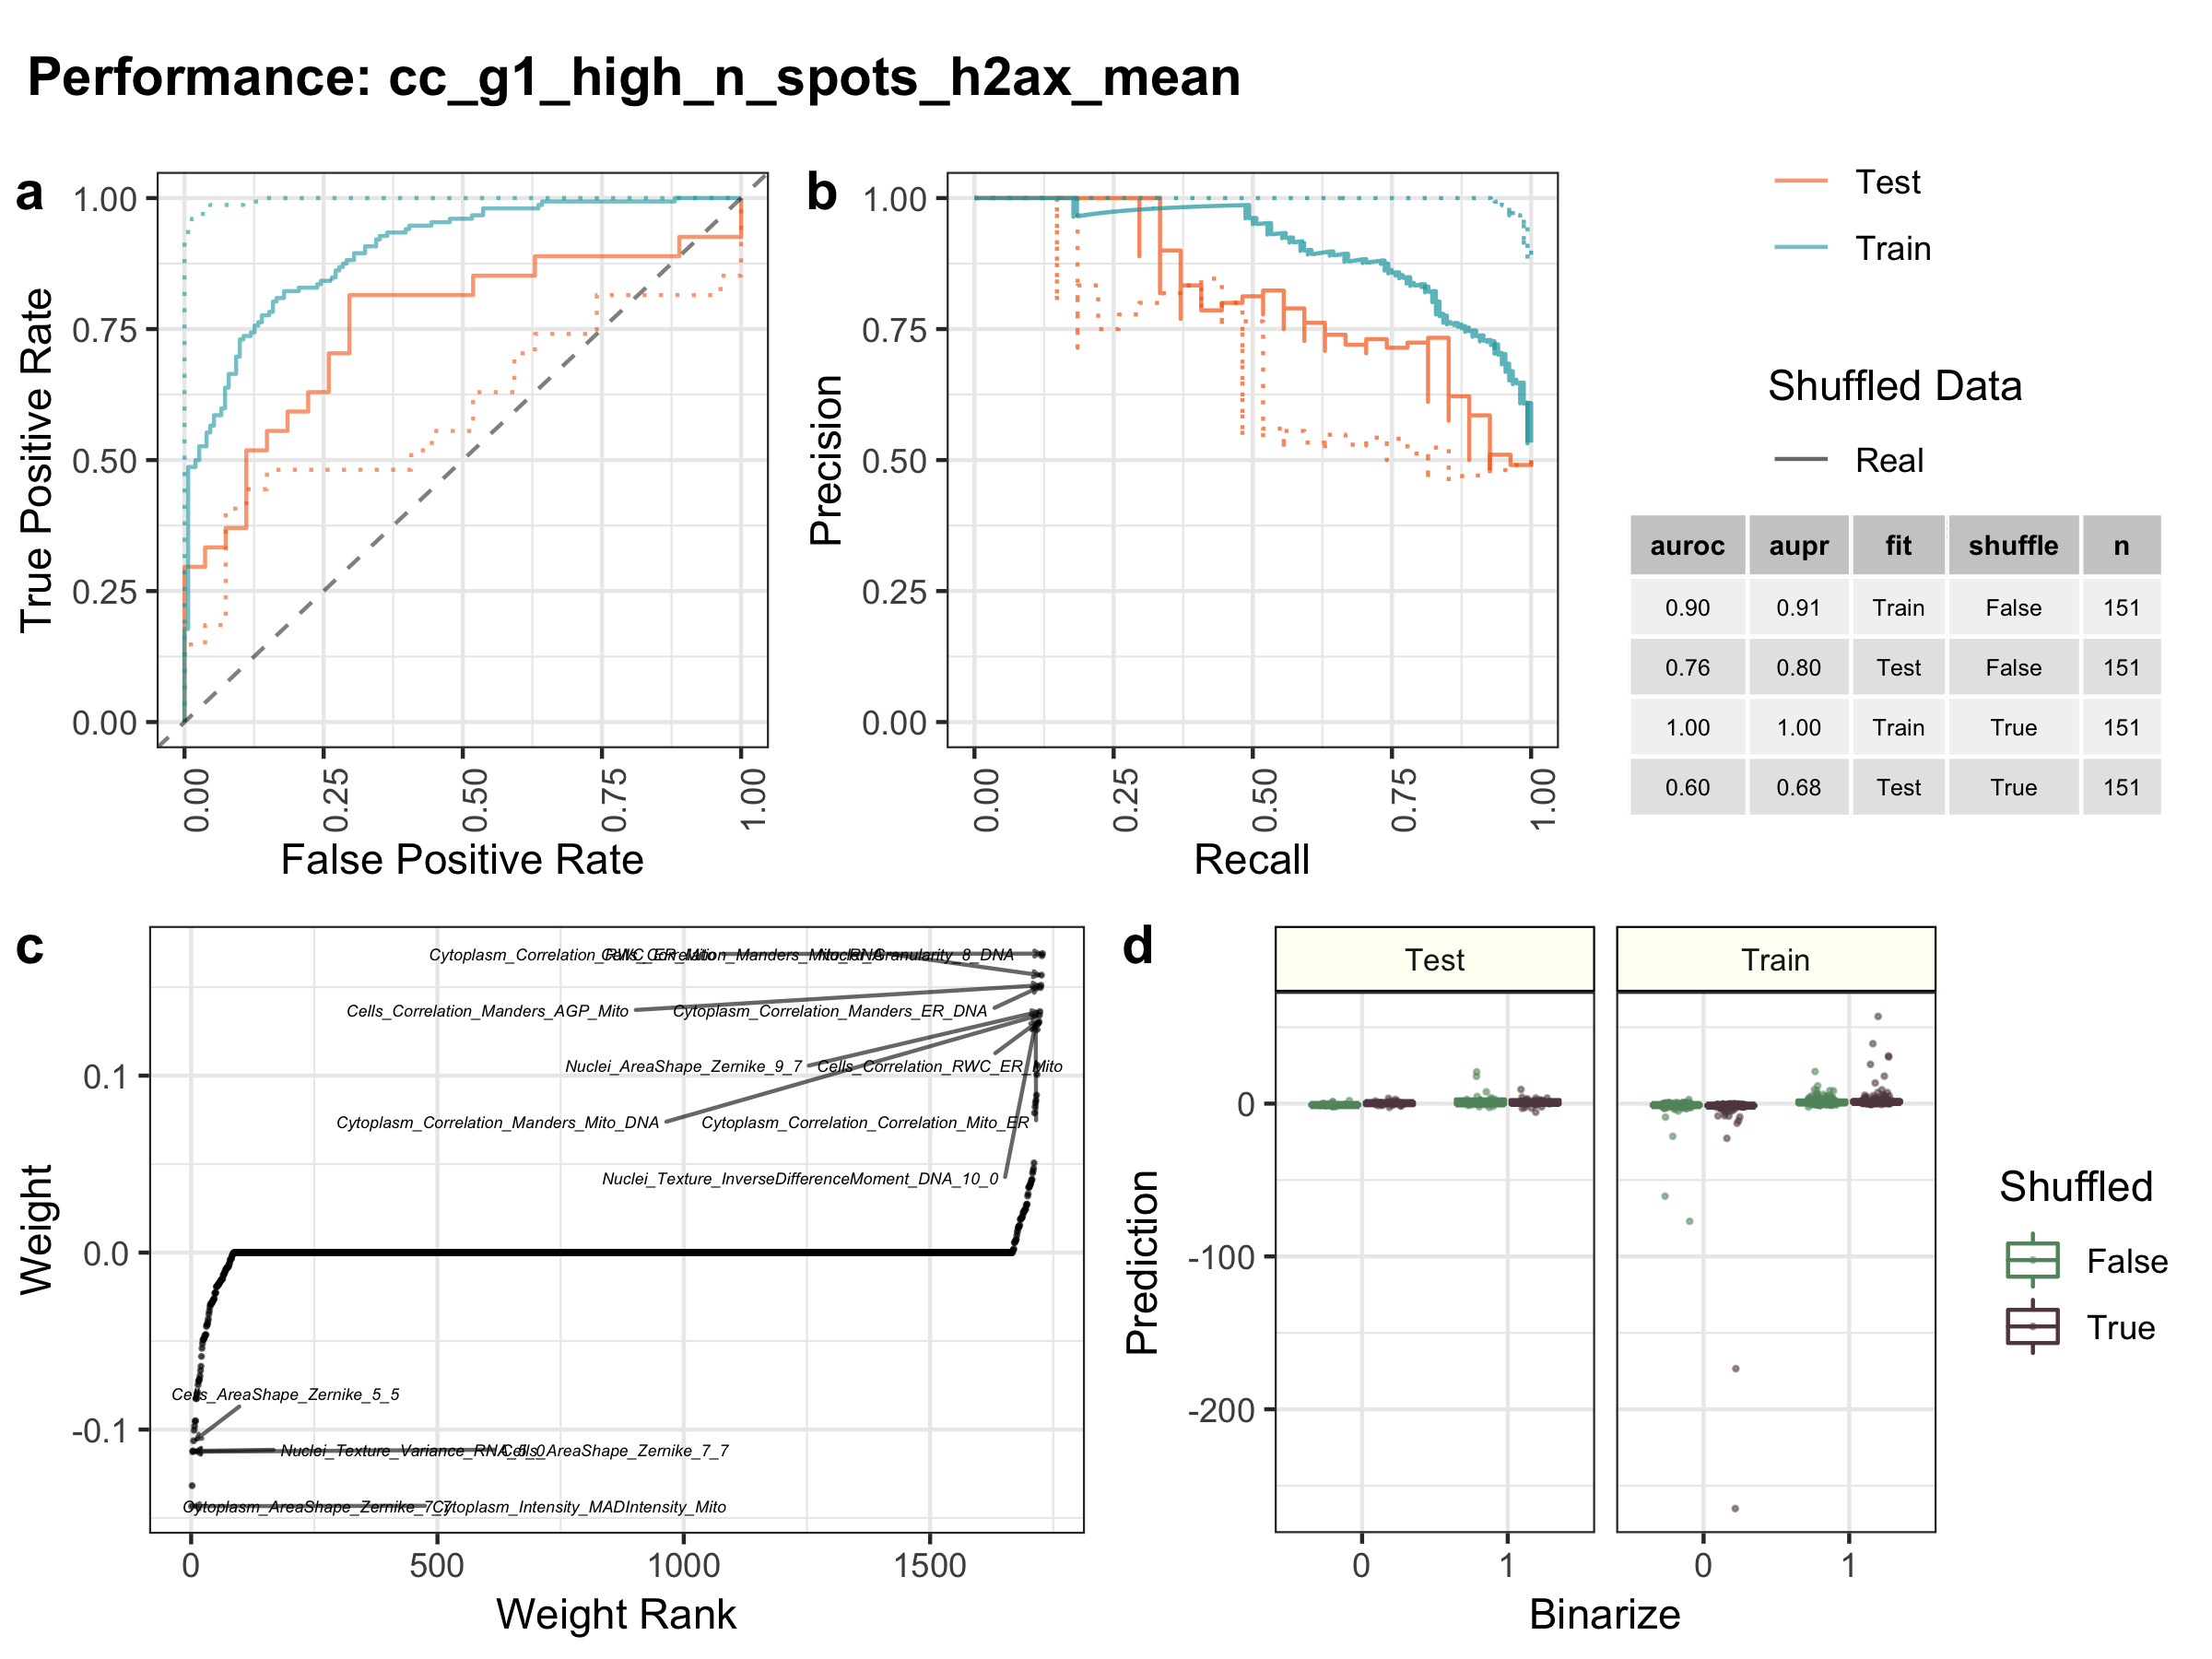 Performance: cc_g1_high_n_spots_h2ax_mean
a
1.00
0.75
0.50
0.25
0.00
True Positive Rate
0.00
0.25
0.50
0.75
1.00
False Positive Rate
b
1.00
0.75
0.50
0.25
0.00
Precision
0.00
0.25
0.50
0.75
1.00
Recall
Test
Train
Shuffled Data
Real
auroc aupr fit shuffle n
0.90 0.91 Train False 151
0.76 0.80 Test False 151
1.00 1.00 Train True 151
0.60 0.68 Test True 151
c
Cytoplasm_Correlation_RWC_ER_Mito
Cells_Correlation_Manders_Mito_RNA
Nuclei_Granularity_8_DNA
Cells_Correlation_Manders_AGP_Mito
Cytoplasm_Correlation_Manders_ER_DNA
Nuclei_AreaShape_Zernike_9_7
Cells_Correlation_RWC_ER_Mito
Cytoplasm_Correlation_Manders_Mito_DNA
Cytoplasm_Correlation_Correlation_Mito_ER
Nuclei_Texture_InverseDifferenceMoment_DNA_10_0
Cells_AreaShape_Zernike_5_5
Nuclei_Texture_Variance_RNA_5_0
Cells_AreaShape_Zernike_7_7
Cytoplasm_AreaShape_Zernike_7_7
Cytoplasm_Intensity_MADIntensity_Mito
0.1
0.0
-0.1
Weight
0
500
1000
1500
Weight Rank
d
Test
Train
0
-100
-200
Prediction
0
1
0
1
Binarize
Shuffled
False
True